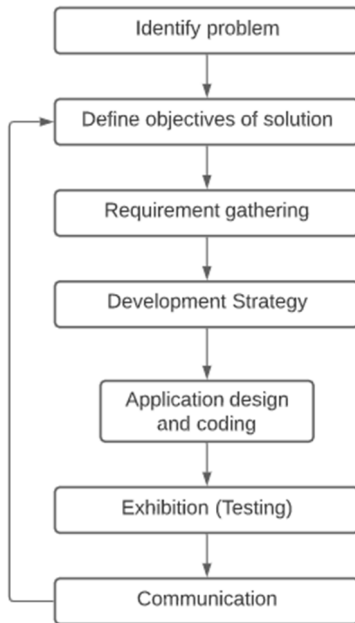 Identify problem
Define objectives of solution
Requirement gathering
Development Strategy
Application design
and coding
Exhibition (Testing)
Communication